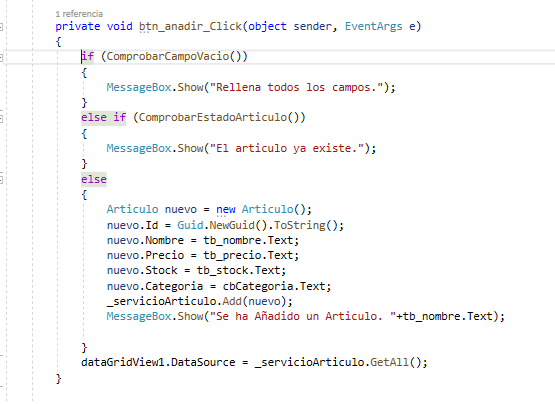 1 referencia
private void btn_anadir_Click(object sender, EventArgs e)
{
if (ComprobarCampoVacio())
{
MessageBox.Show("Rellena todos los campos.");
}
else if (ComprobarEstadoArticulo())
{
MessageBox.Show("El articulo ya existe.");
}
else
{
Articulo nuevo = new Articulo();
nuevo.Id = Guid.NewGuid().ToString();
nuevo.Nombre = tb_nombre.Text;
nuevo.Precio = tb_precio.Text;
nuevo.Stock = tb_stock.Text;
nuevo.Categoria = cbCategoria.Text;
_servicioArticulo.Add(nuevo);
MessageBox.Show("Se ha Añadido un Articulo. "+tb_nombre.Text);
}
dataGridView1.DataSource = _servicioArticulo.GetAll();
}